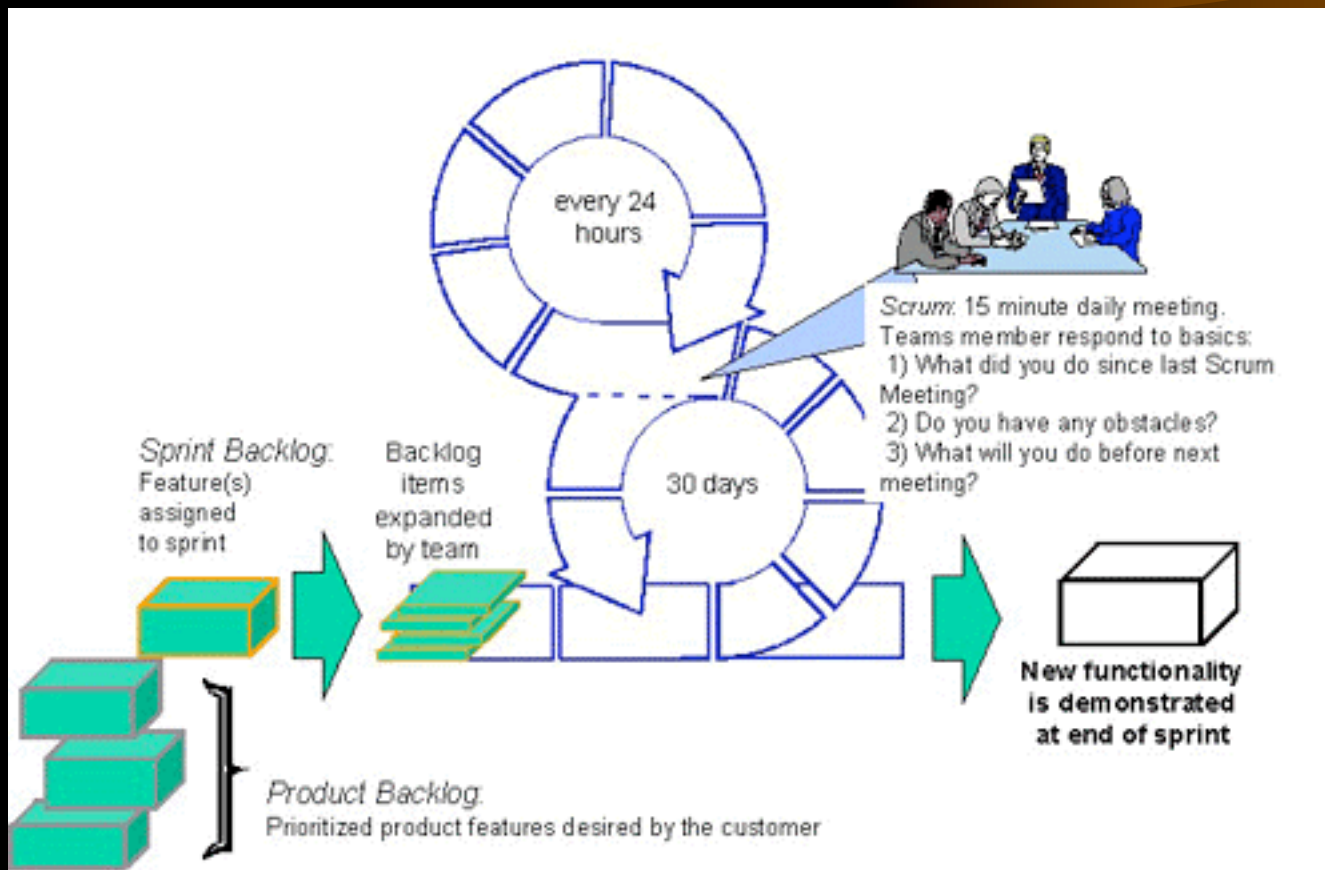 every 24
hours
Scrum: 15 minute daily meeting.
Teams member respond to basics:
1) What did you do since last Scrum
Meeting?
2) Do you have any obstacles?
3) What will you do before next
meeting?
Sprint Backlog:
Feature(s)
assigned
to sprint
Backlog
items
expanded
by team
30 days
New functionality
is demonstrated
at end of sprint
Product Backlog:
Prioritized product features desired by the customer